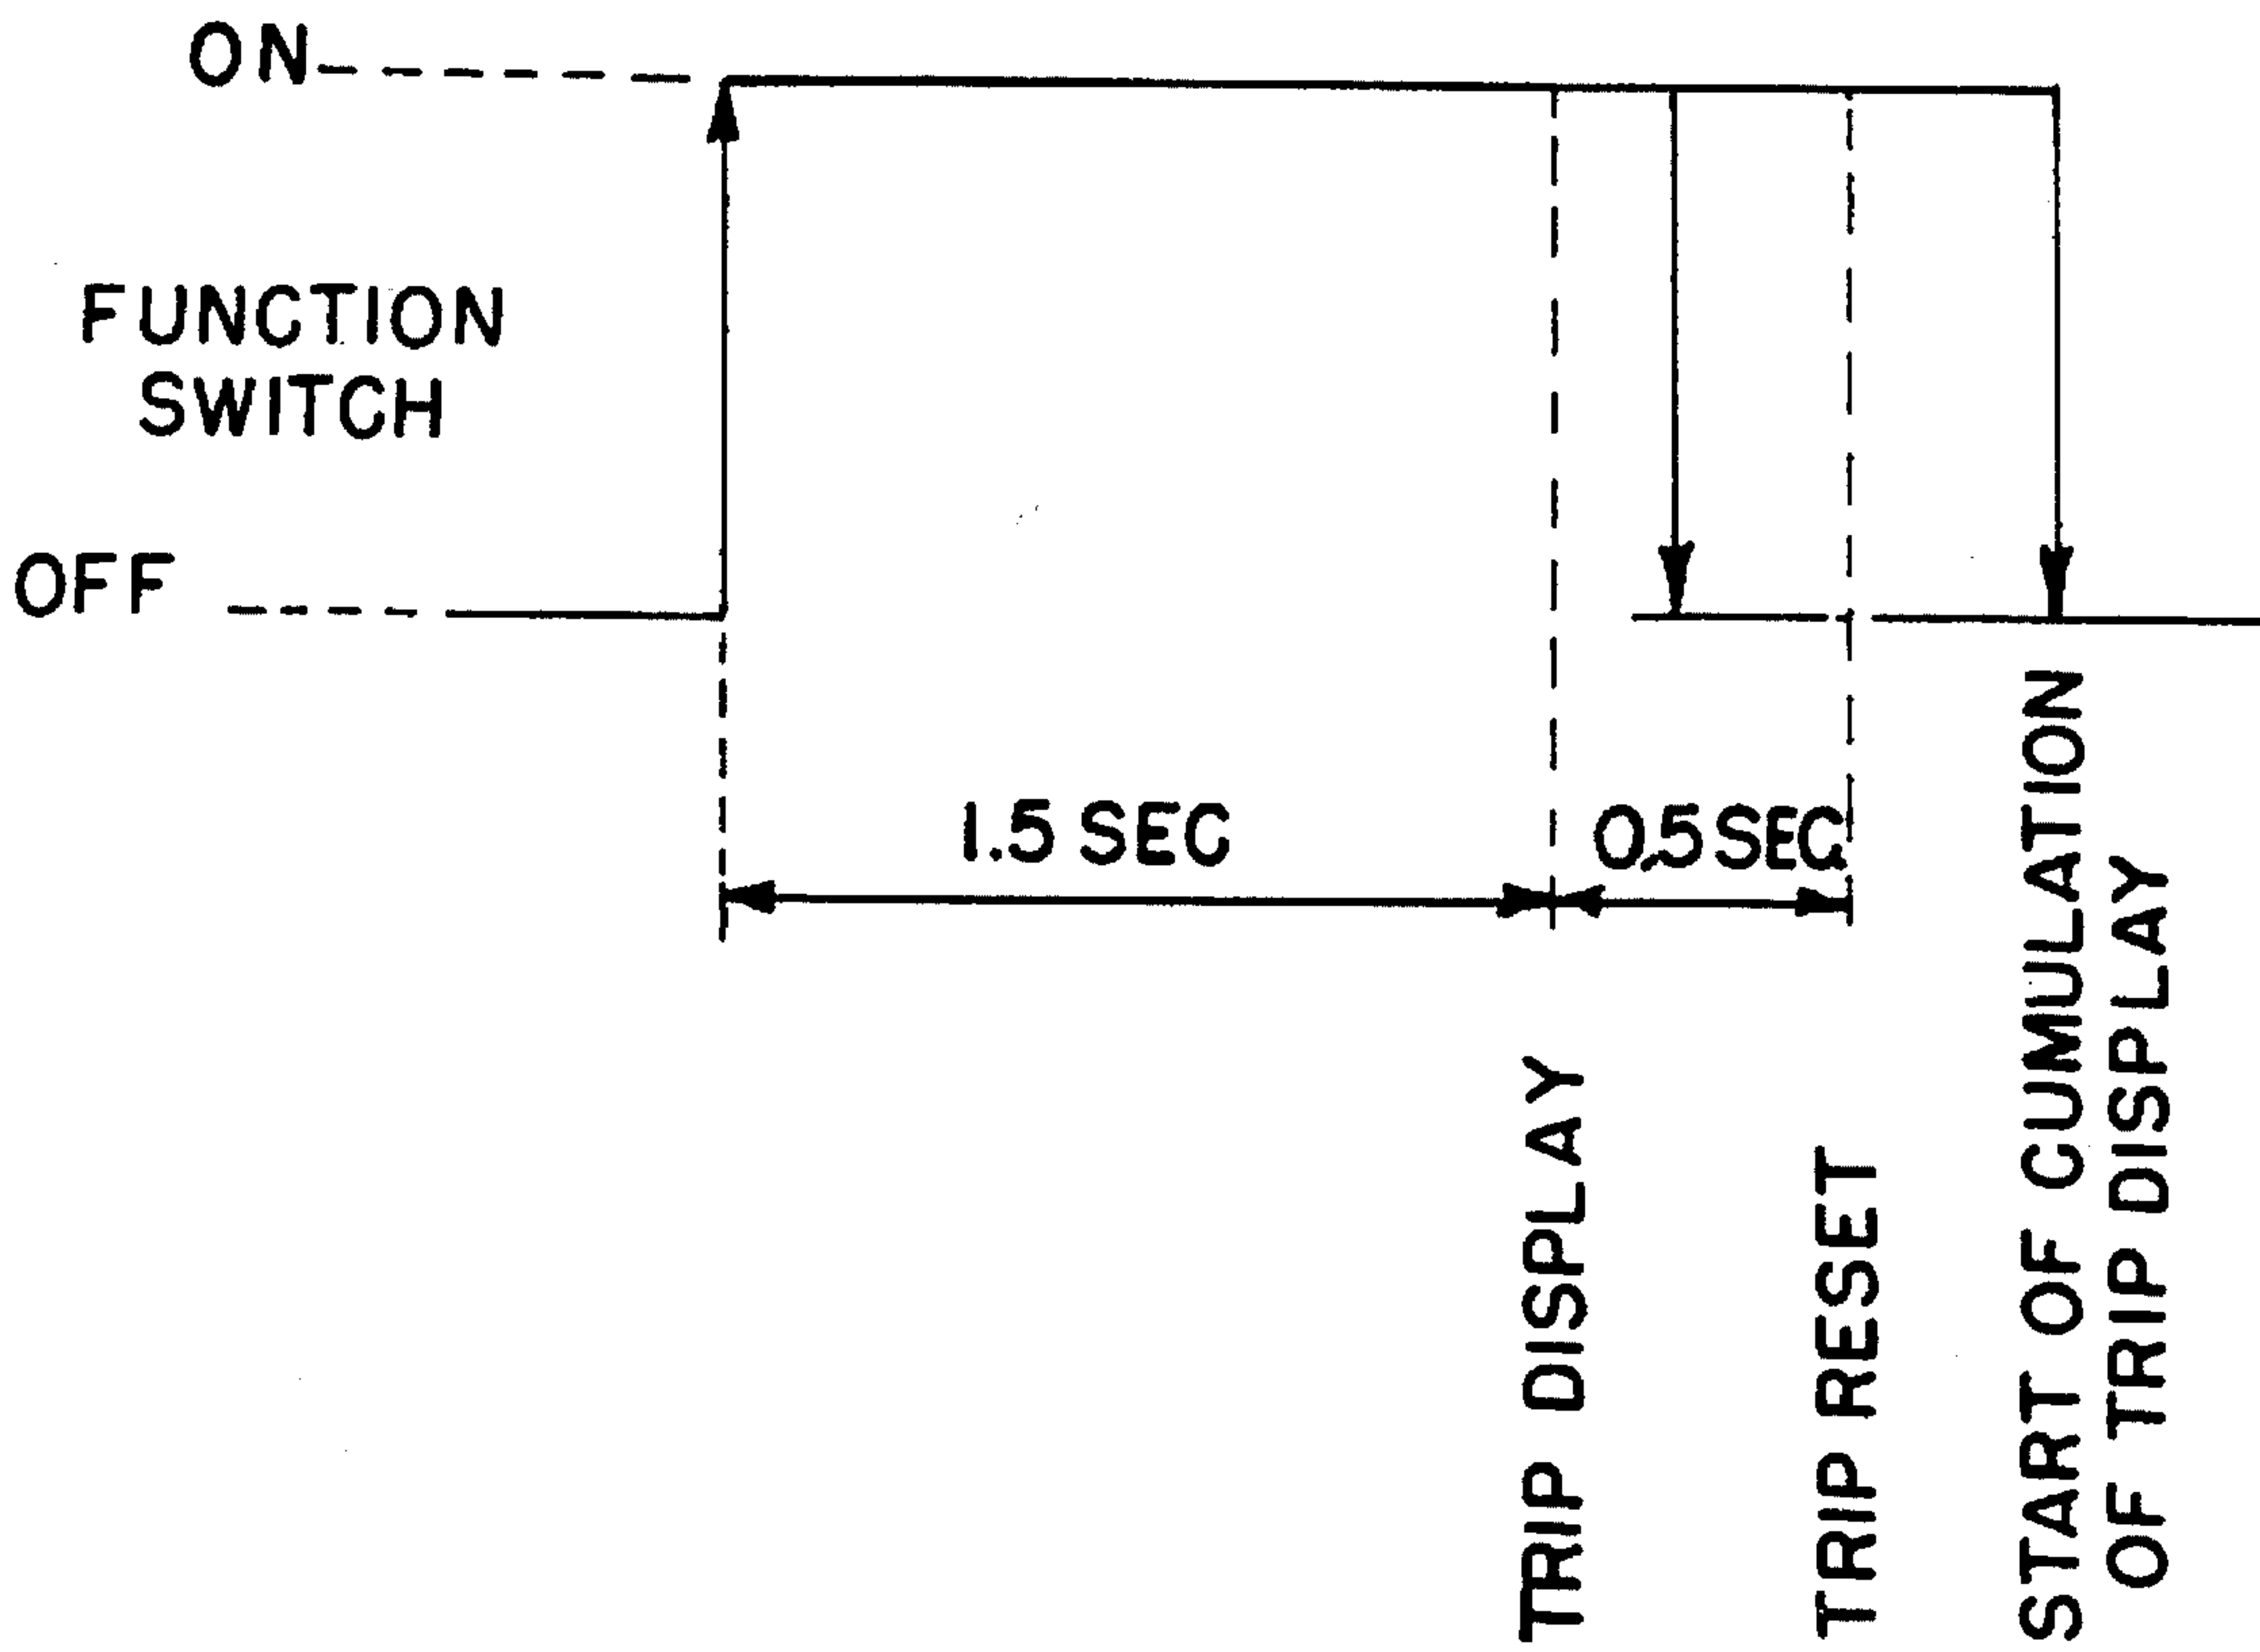 ON
FUNCTION
SWITCH
OFF
1.5 SEC
0.5 SEC
TRIP DISPLAY
TRIP RESET
START OF CUMULATION
OF TRIP DISPLAY